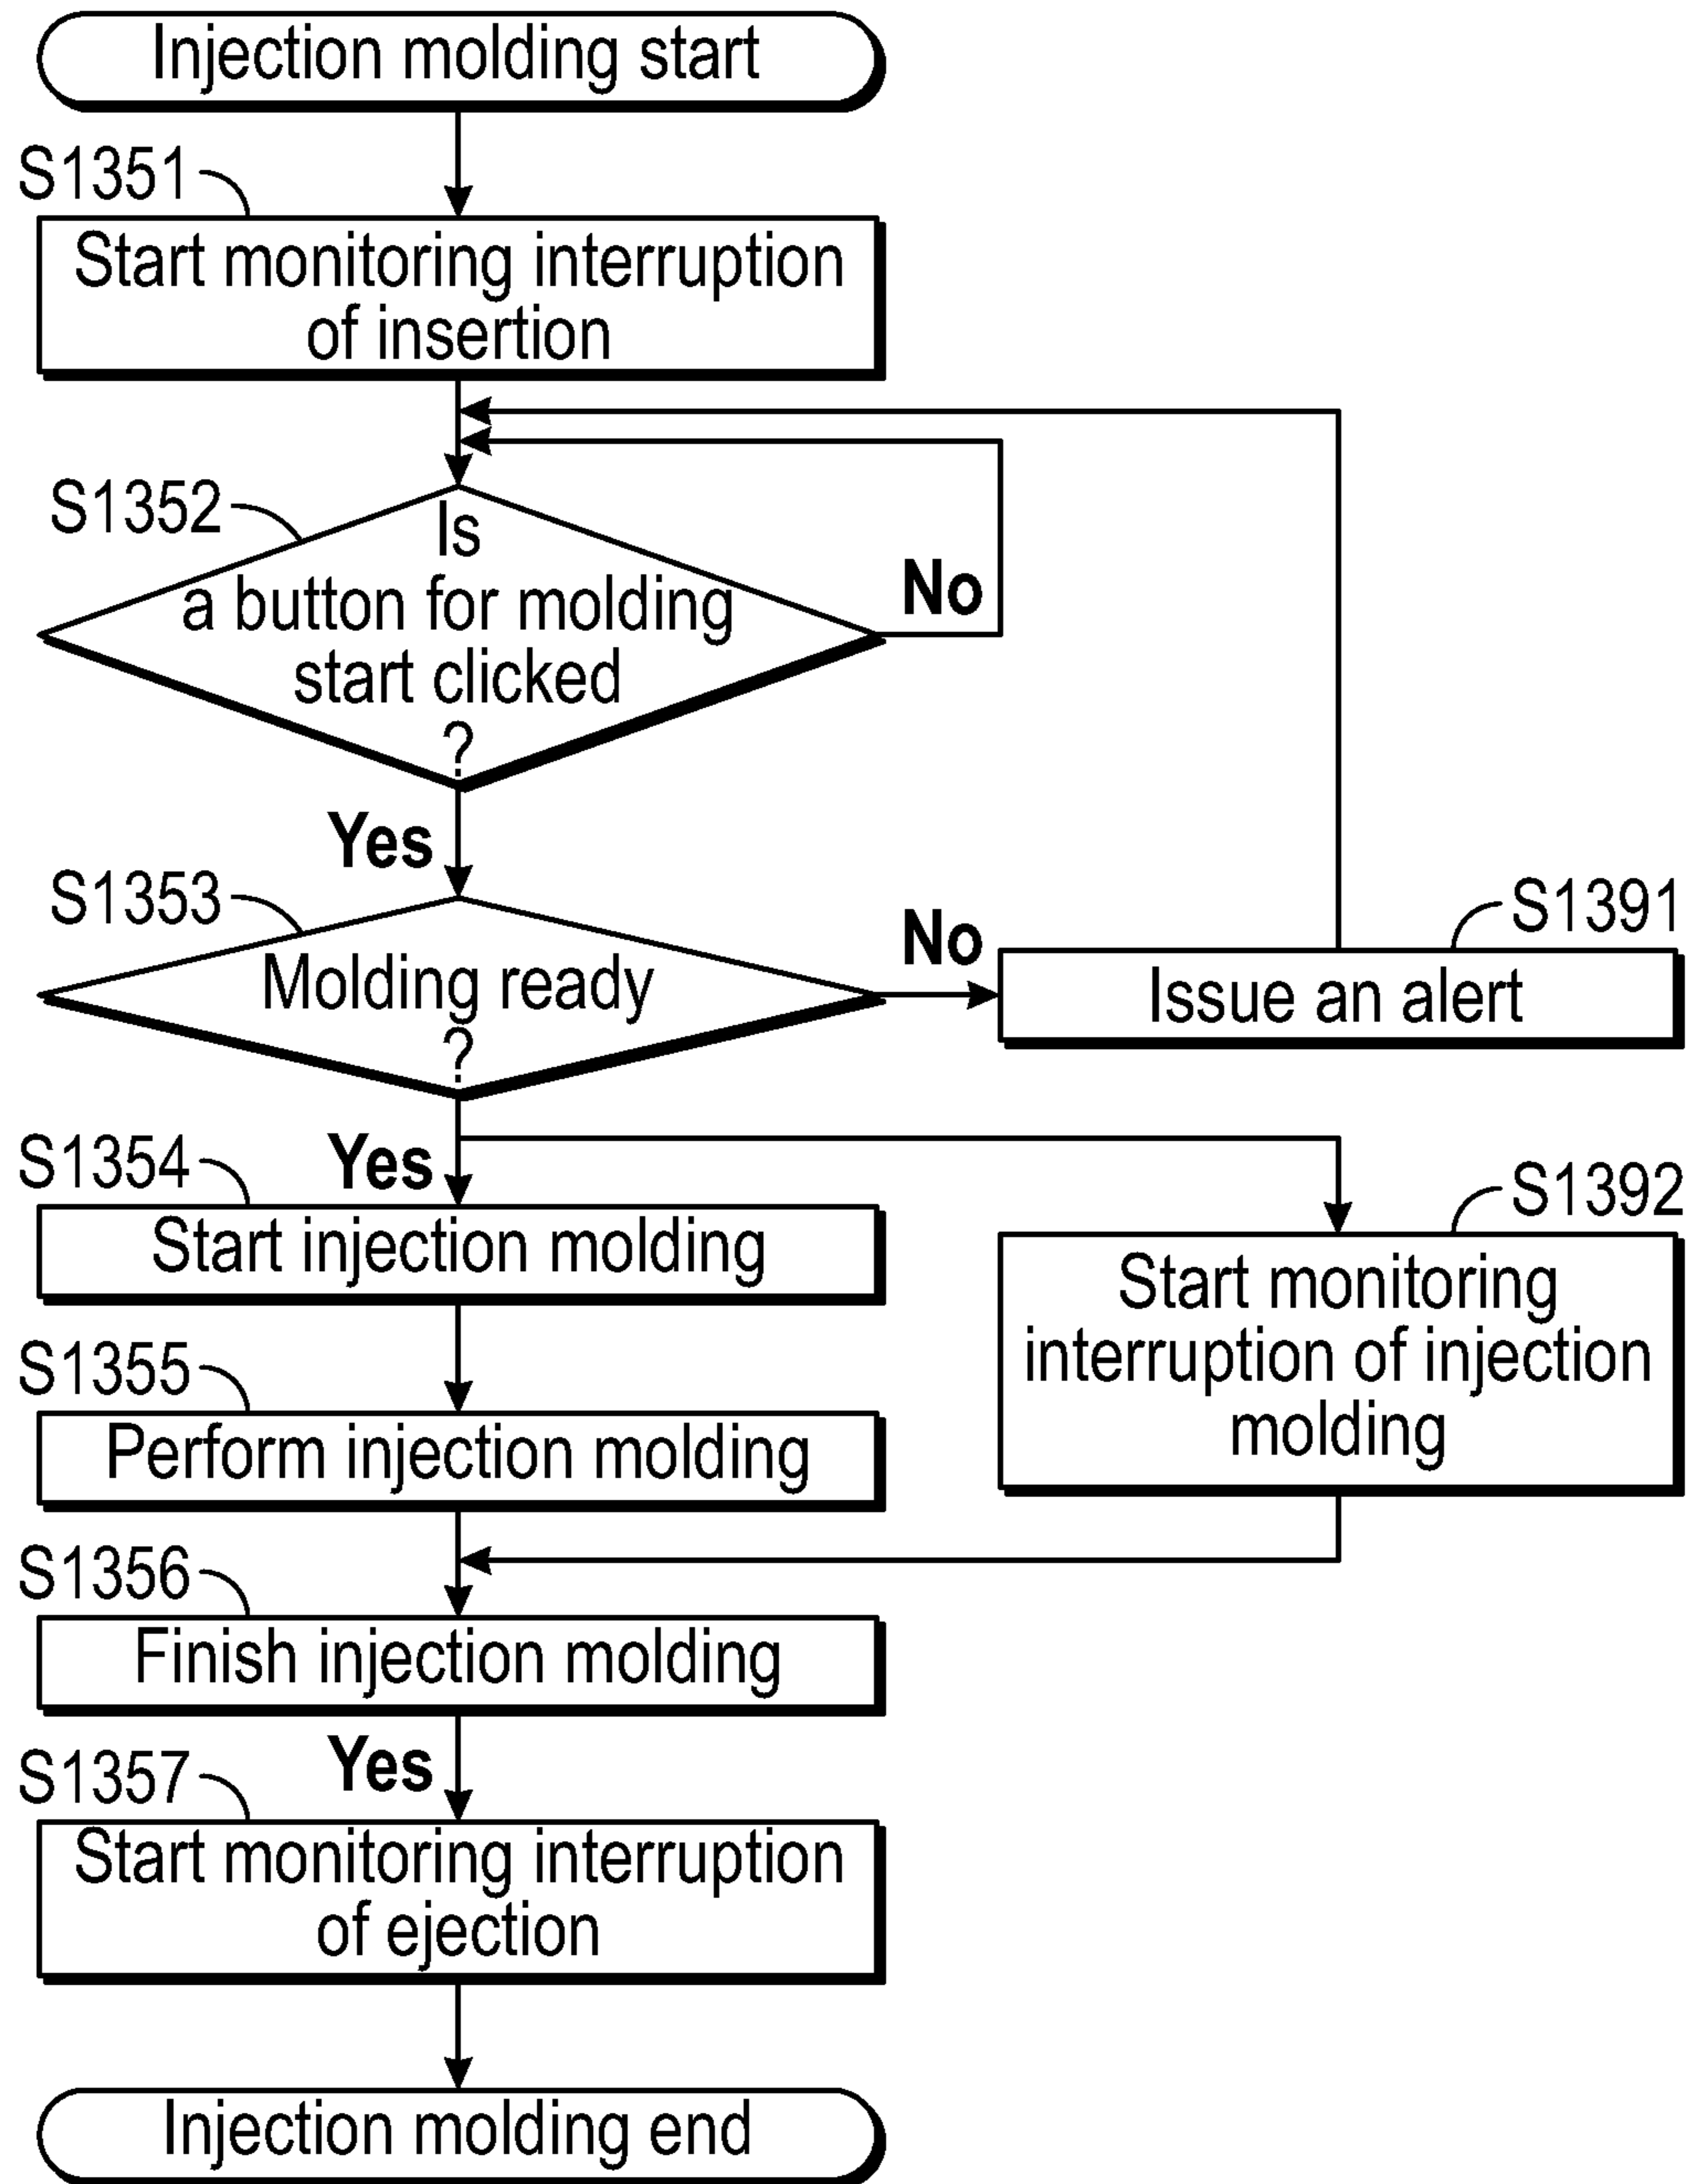 Injection molding start
S1351
Start monitoring interruption
of insertion
S1352
Is
a button for molding
start clicked
?
No
Yes
S1353
Molding ready
?
No
S1391
Issue an alert
Yes
S1354
Start injection molding
S1392
Start monitoring
interruption of injection
molding
S1355
Perform injection molding
S1356
Finish injection molding
Yes
S1357
Start monitoring interruption
of ejection
Injection molding end